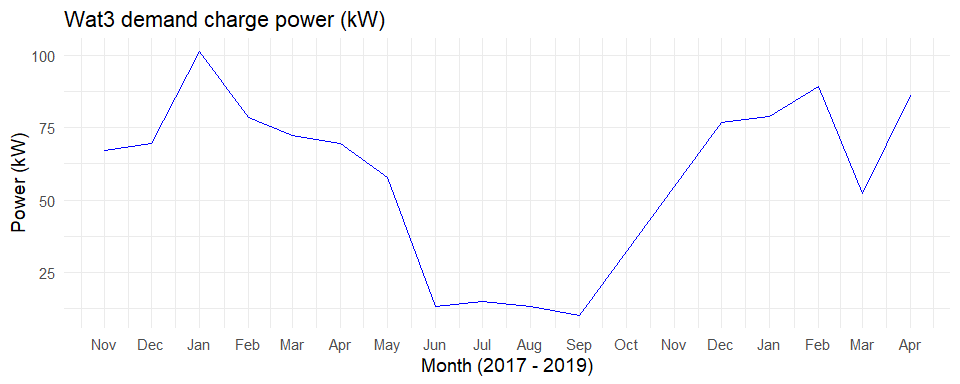 Wat3 demand charge power (kW)
100
75
50
25
Power (kW)
Nov Dec Jan Feb Mar Apr May Jun Jul Aug Sep Oct Nov Dec Jan Feb Mar Apr
Month (2017 - 2019)